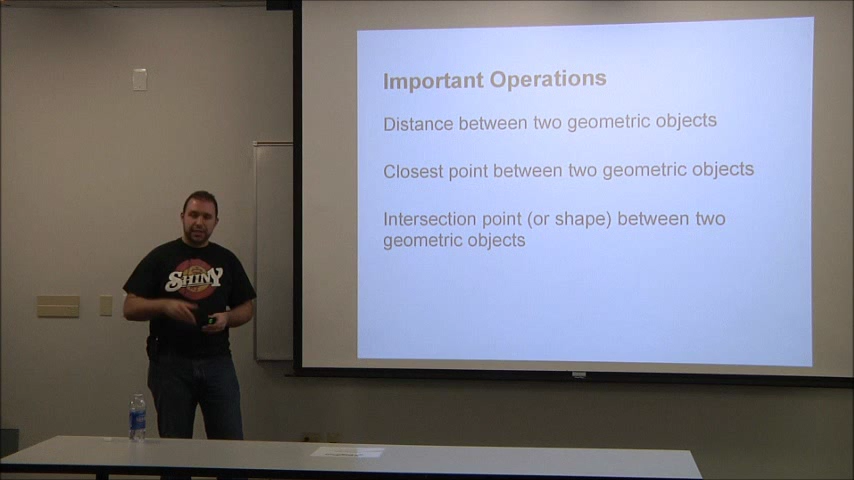 Important Operations
Distance between two geometric objects
Closest point between two geometric objects
Intersection point (or shape) between two
geometric objects
SHINY